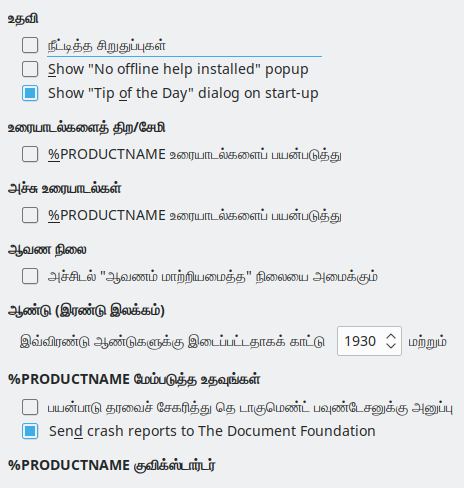 உதவி
நீட்டித்த சிறுதுப்புகள்
Show "No offline help installed" popup
Show "Tip of the Day" dialog on start-up
உரையாடல்களைத் திற/சேமி
%PRODUCTNAME உரையாடல்களைப் பயன்படுத்து
அச்சு உரையாடல்கள்
%PRODUCTNAME உரையாடல்களைப் பயன்படுத்து
ஆவண நிலை
அச்சிடல் "ஆவணம் மாற்றியமைத்த" நிலையை அமைக்கும்
ஆண்டு (இரண்டு இலக்கம்)
இவ்விரண்டு ஆண்டுகளுக்கு இடைப்பட்டதாகக் காட்டு 1930 மற்றும்
%PRODUCTNAME மேம்படுத்த உதவுங்கள்
பயன்பாடு தரவைச் சேகரித்து தெ டாகுமெண்ட் பவுண்டேசனுக்கு அனுப்பு
Send crash reports to The Document Foundation
%PRODUCTNAME குவிக்ஸ்டார்டர்